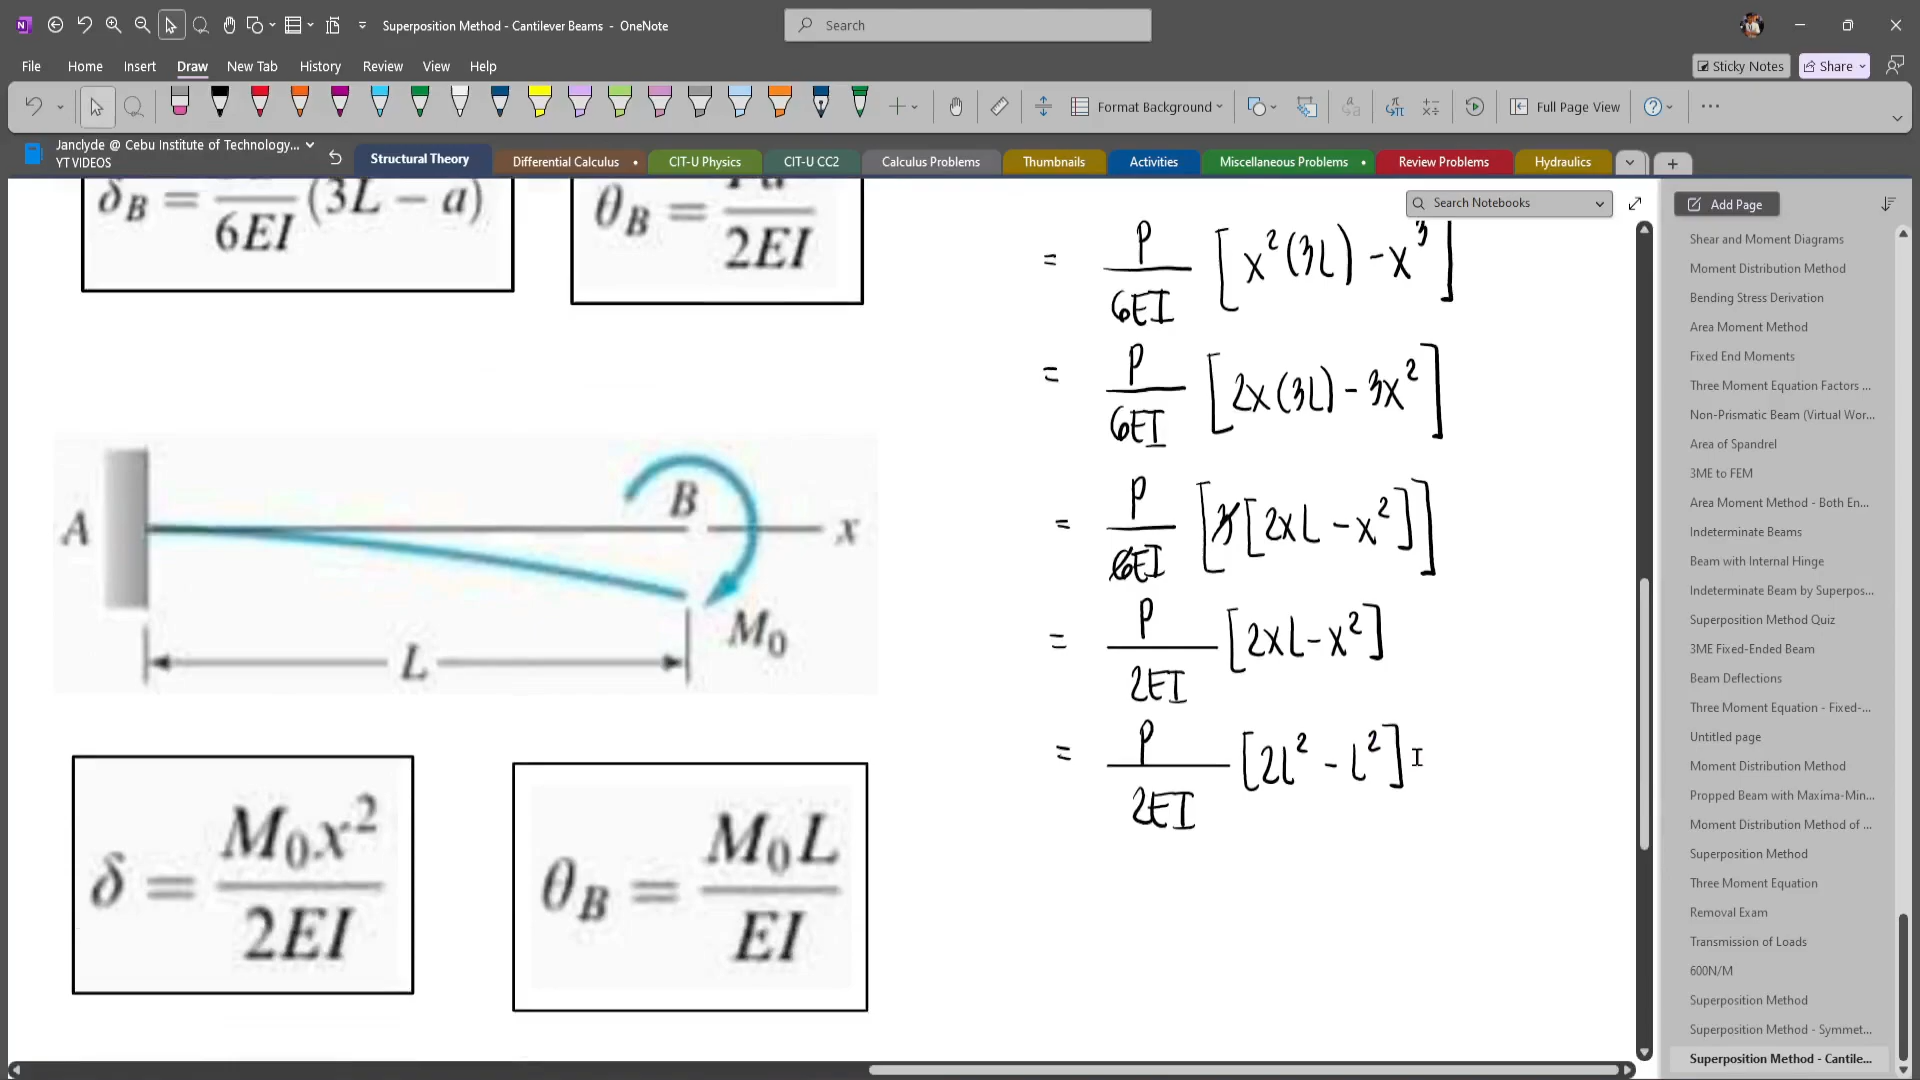 Superposition Method - Cantilever Beams - OneNote
Search
File Home Insert Draw New Tab History Review View Help
Sticky Notes
Share
Format Background
Full Page View
Janclyde @ Cebu Institute of Technology...
YT VIDEOS
Structural Theory
Differential Calculus
CIT-U Physics
CIT-U CC2
Calculus Problems
Thumbnails
Activities
Miscellaneous Problems
Review Problems
Hydraulics
Search Notebooks
Add Page
δ_B = /6EI (3L − a)
θ_B = /2EI
A
B
x
M₀
L
δ = M₀x²/2EI
θ_B = M₀L/EI
= P/6EI [x²(3L) - x³]
= P/6EI [2x(3L) - 3x²]
= P/6EI [3[2xL - x²]]
= P/2EI [2xL - x²]
= P/2EI [2L² - L²]
Shear and Moment Diagrams
Moment Distribution Method
Bending Stress Derivation
Area Moment Method
Fixed End Moments
Three Moment Equation Factors ...
Non-Prismatic Beam (Virtual Wor...
Area of Spandrel
3ME to FEM
Area Moment Method - Both En...
Indeterminate Beams
Beam with Internal Hinge
Indeterminate Beam by Superpos...
Superposition Method Quiz
3ME Fixed-Ended Beam
Beam Deflections
Three Moment Equation - Fixed-...
Untitled page
Moment Distribution Method
Propped Beam with Maxima-Min...
Moment Distribution Method of ...
Superposition Method
Three Moment Equation
Removal Exam
Transmission of Loads
600N/M
Superposition Method
Superposition Method - Symmet...
Superposition Method - Cantile...